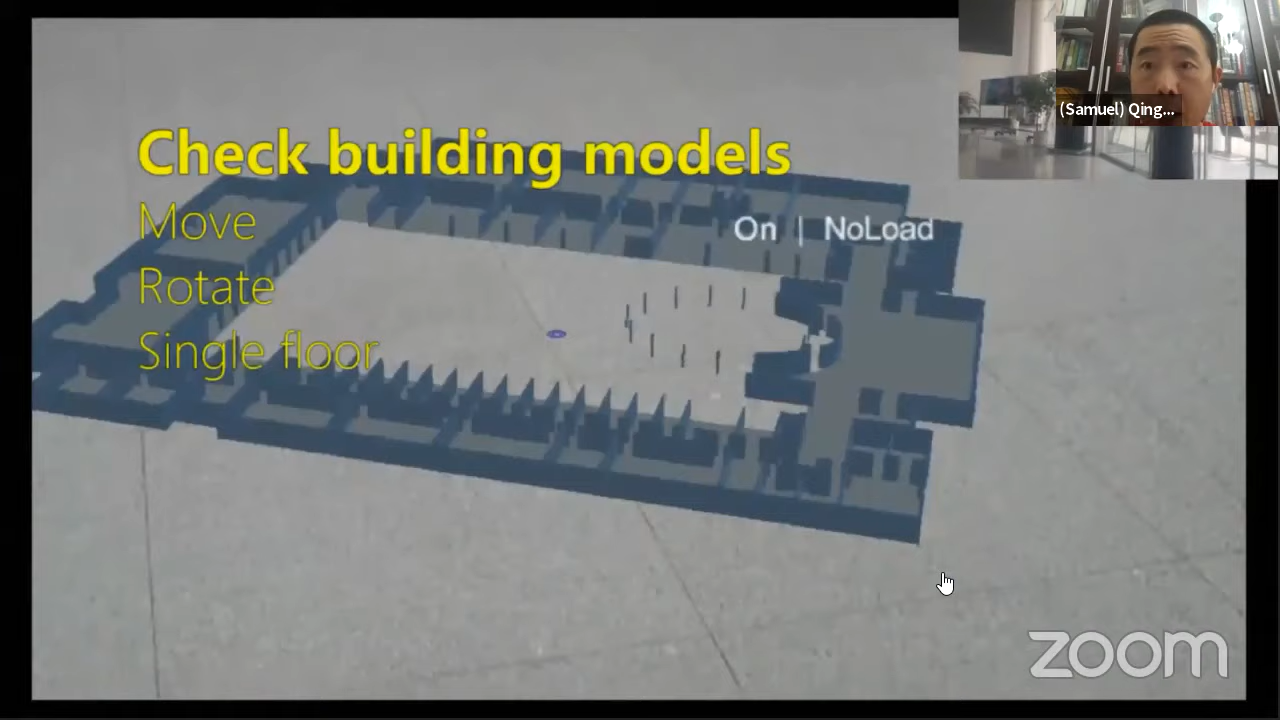 (Samuel) Qing...
Check building models
Move
On | NoLoad
Rotate
Single floor
zoom